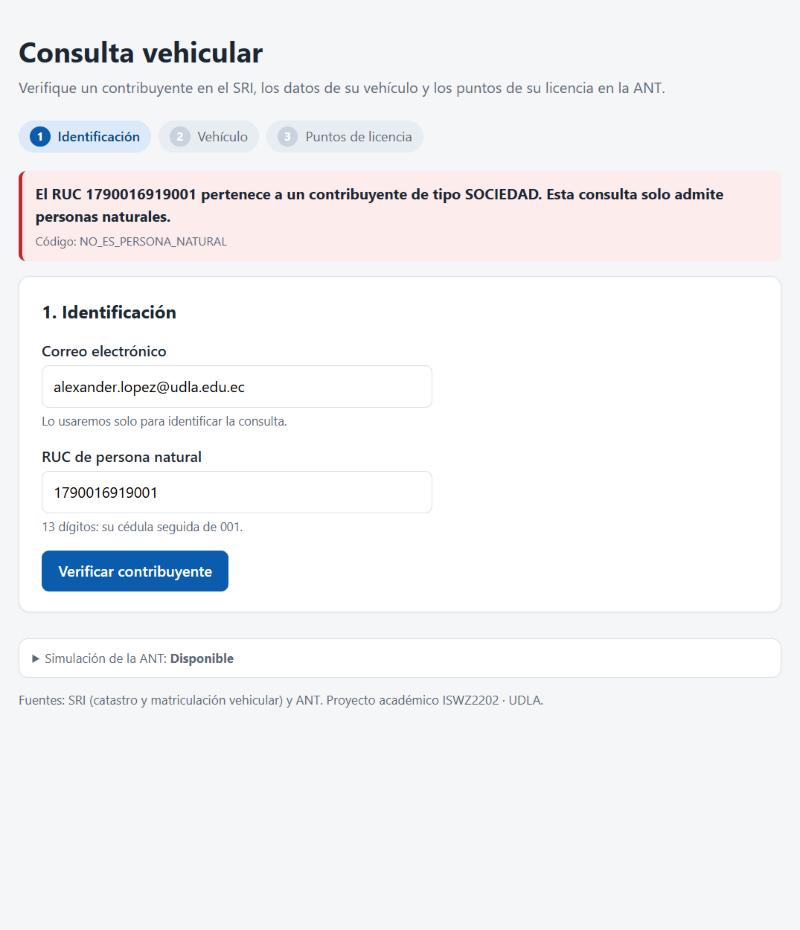 Consulta vehicular
Verifique un contribuyente en el SRI, los datos de su vehículo y los puntos de su licencia en la ANT.
1 Identificación 2 Vehículo 3 Puntos de licencia
El RUC 1790016919001 pertenece a un contribuyente de tipo SOCIEDAD. Esta consulta solo admite
personas naturales.
Código: NO_ES_PERSONA_NATURAL
1. Identificación
Correo electrónico
alexander.lopez@udla.edu.ec
Lo usaremos solo para identificar la consulta.
RUC de persona natural
1790016919001
13 dígitos: su cédula seguida de 001.
Verificar contribuyente
Simulación de la ANT: Disponible
Fuentes: SRI (catastro y matriculación vehicular) y ANT. Proyecto académico ISWZ2202 · UDLA.